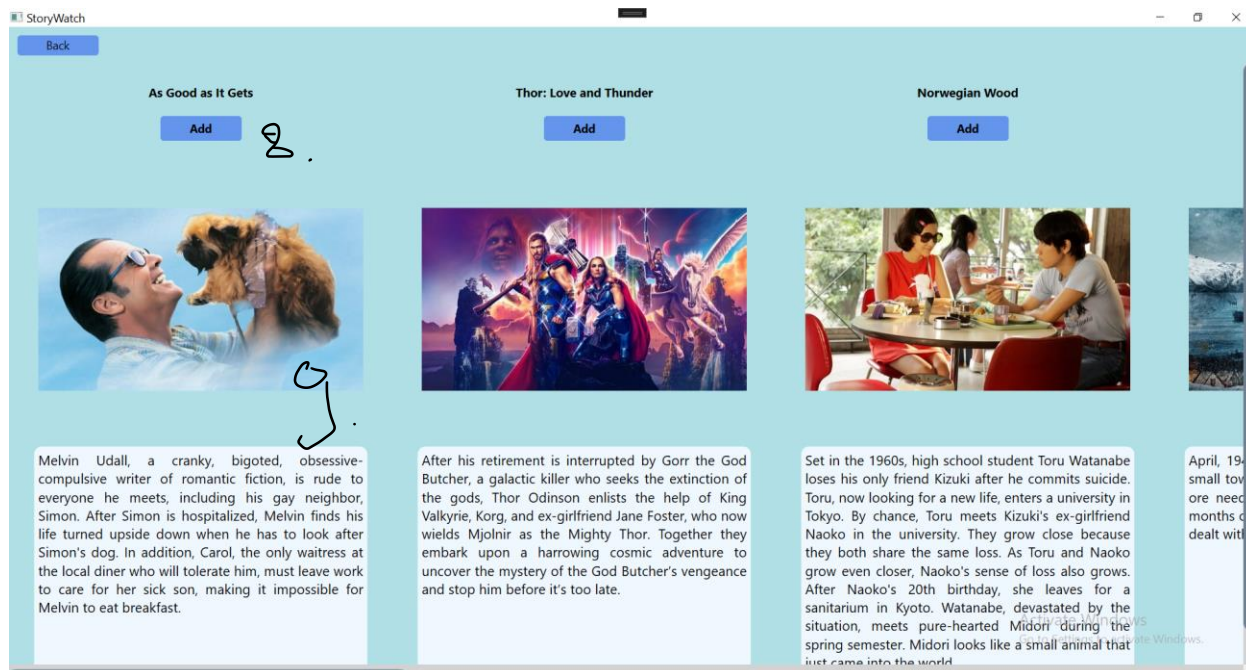 StoryWatch
Back
As Good as It Gets
Add
8.
9.
Melvin Udall, a cranky, bigoted, obsessive-
compulsive writer of romantic fiction, is rude to
everyone he meets, including his gay neighbor,
Simon. After Simon is hospitalized, Melvin finds his
life turned upside down when he has to look after
Simon's dog. In addition, Carol, the only waitress at
the local diner who will tolerate him, must leave work
to care for her sick son, making it impossible for
Melvin to eat breakfast.
Thor: Love and Thunder
Add
After his retirement is interrupted by Gorr the God
Butcher, a galactic killer who seeks the extinction of
the gods, Thor Odinson enlists the help of King
Valkyrie, Korg, and ex-girlfriend Jane Foster, who now
wields Mjolnir as the Mighty Thor. Together they
embark upon a harrowing cosmic adventure to
uncover the mystery of the God Butcher's vengeance
and stop him before it's too late.
Norwegian Wood
Add
Set in the 1960s, high school student Toru Watanabe
loses his only friend Kizuki after he commits suicide.
Toru, now looking for a new life, enters a university in
Tokyo. By chance, Toru meets Kizuki's ex-girlfriend
Naoko in the university. They grow close because
they both share the same loss. As Toru and Naoko
grow even closer, Naoko's sense of loss also grows.
After Naoko's 20th birthday, she leaves for a
sanitarium in Kyoto. Watanabe, devastated by the
situation, meets pure-hearted Midori during the
spring semester. Midori looks like a small animal that
just came into the world.
April, 19
small
ore need
months
dealt
Activate Windows
Go to Settings to activate Windows.